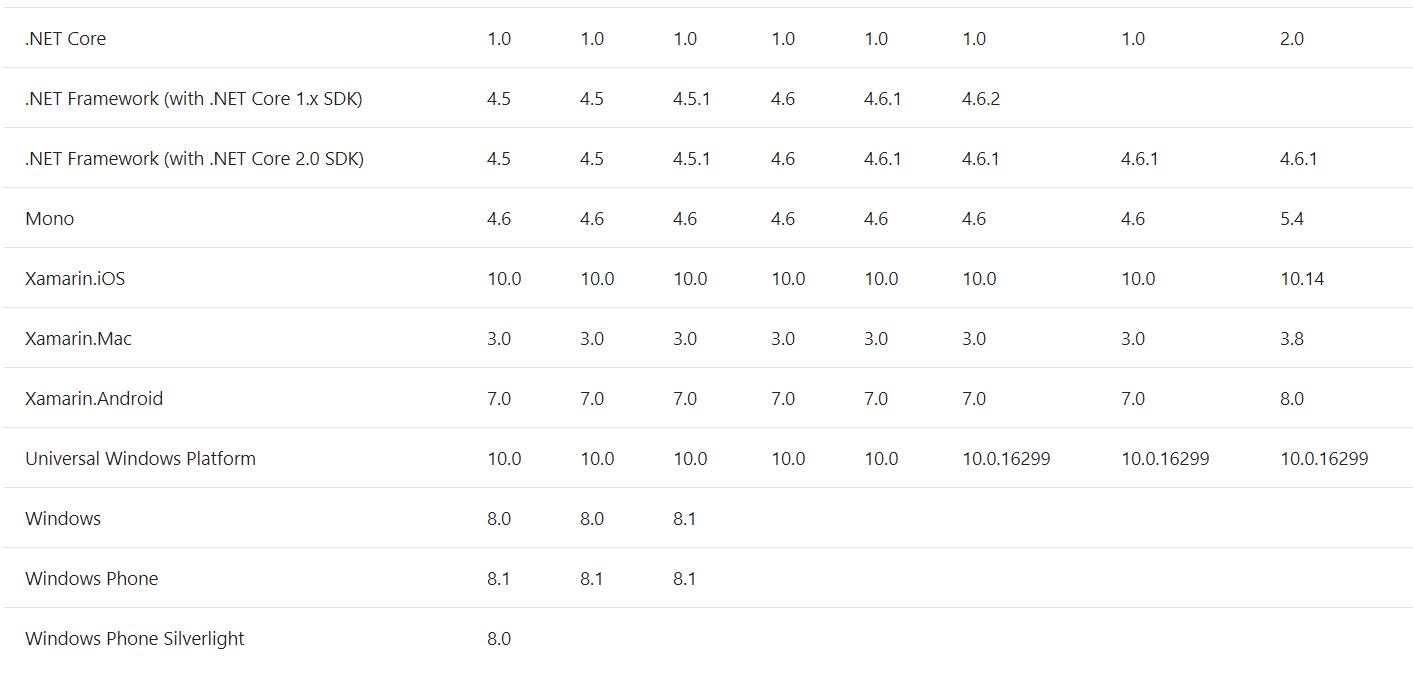 .NET Core 1.0 1.0 1.0 1.0 1.0 1.0 1.0 2.0
.NET Framework (with .NET Core 1.x SDK) 4.5 4.5 4.5.1 4.6 4.6.1 4.6.2
.NET Framework (with .NET Core 2.0 SDK) 4.5 4.5 4.5.1 4.6 4.6.1 4.6.1 4.6.1 4.6.1
Mono 4.6 4.6 4.6 4.6 4.6 4.6 4.6 5.4
Xamarin.iOS 10.0 10.0 10.0 10.0 10.0 10.0 10.0 10.14
Xamarin.Mac 3.0 3.0 3.0 3.0 3.0 3.0 3.0 3.8
Xamarin.Android 7.0 7.0 7.0 7.0 7.0 7.0 7.0 8.0
Universal Windows Platform 10.0 10.0 10.0 10.0 10.0 10.0.16299 10.0.16299 10.0.16299
Windows 8.0 8.0 8.1
Windows Phone 8.1 8.1 8.1
Windows Phone Silverlight 8.0